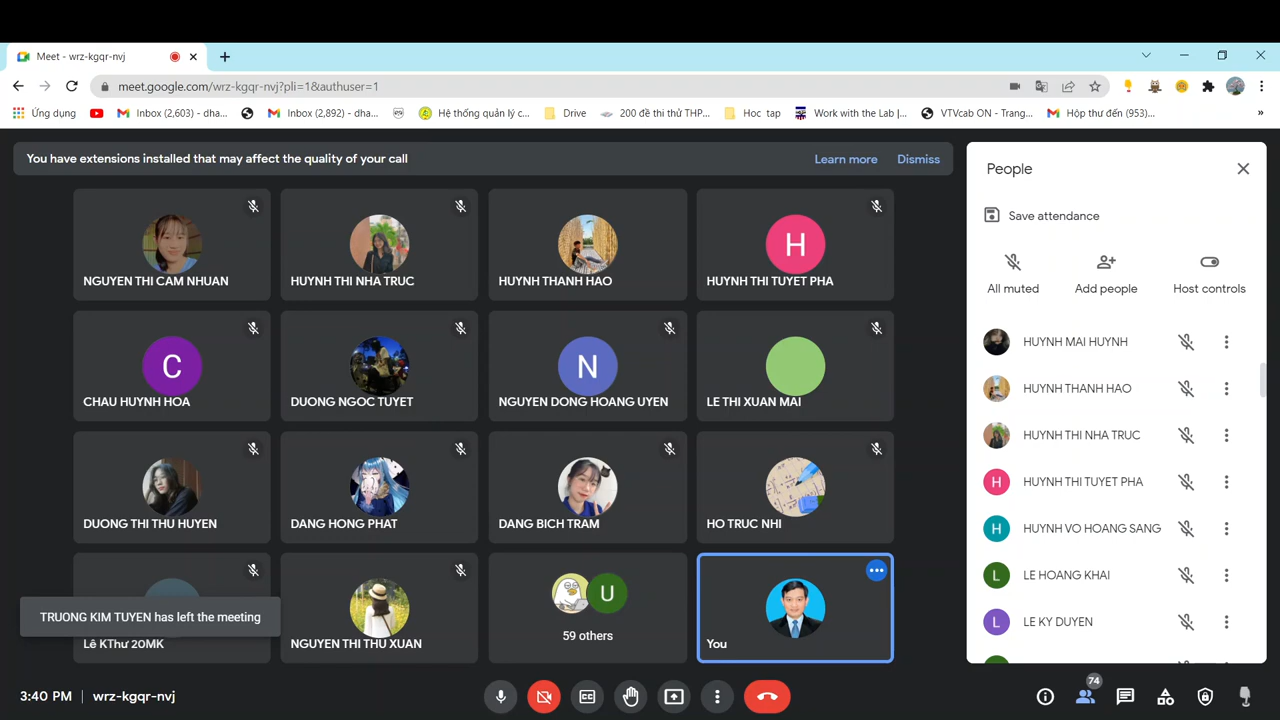 Meet - wrz-kgqr-nvj
meet.google.com/wrz-kgqr-nvj?pli=1&authuser=1
Ứng dụng
Inbox (2,603) - dha...
Inbox (2,892) - dha...
Hệ thống quản lý c...
Drive
200 đề thi thử THP...
Học tạp
Work with the Lab |...
VTVcab ON - Trang...
Hộp thư đến (953)...
»
You have extensions installed that may affect the quality of your call
Learn more
Dismiss
NGUYEN THI CAM NHUAN
HUYNH THI NHA TRUC
HUYNH THANH HAO
H
HUYNH THI TUYET PHA
C
CHAU HUYNH HOA
DUONG NGOC TUYET
N
NGUYEN DONG HOANG UYEN
LE THI XUAN MAI
DUONG THI THU HUYEN
DANG HONG PHAT
DANG BICH TRAM
HO TRUC NHI
TRUONG KIM TUYEN has left the meeting
Lê KThư 20MK
NGUYEN THI THU XUAN
U
59 others
You
People
Save attendance
All muted
Add people
Host controls
HUYNH MAI HUYNH
HUYNH THANH HAO
HUYNH THI NHA TRUC
H
HUYNH THI TUYET PHA
H
HUYNH VO HOANG SANG
L
LE HOANG KHAI
L
LE KY DUYEN
3:40 PM
wrz-kgqr-nvj
74